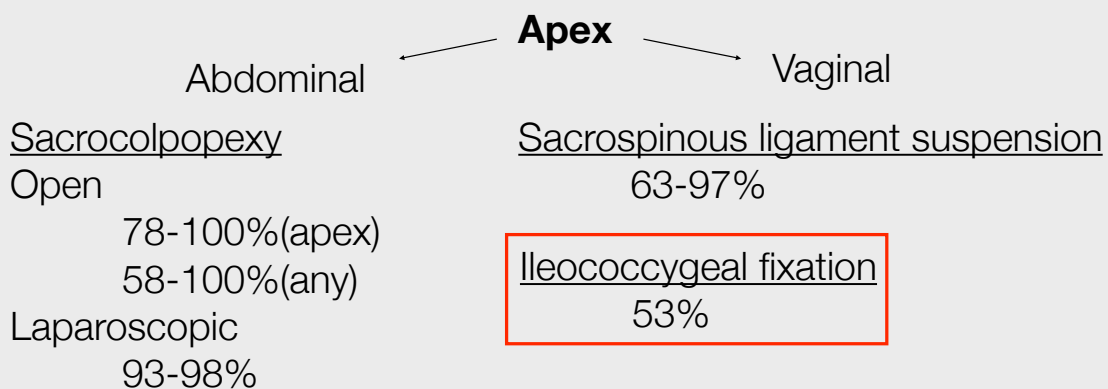 Apex
Abdominal
Sacrocolpopexy
Open
78-100%(apex)
58-100%(any)
Laparoscopic
93-98%
Vaginal
Sacrospinous ligament suspension
63-97%
Ileococcygeal fixation
53%